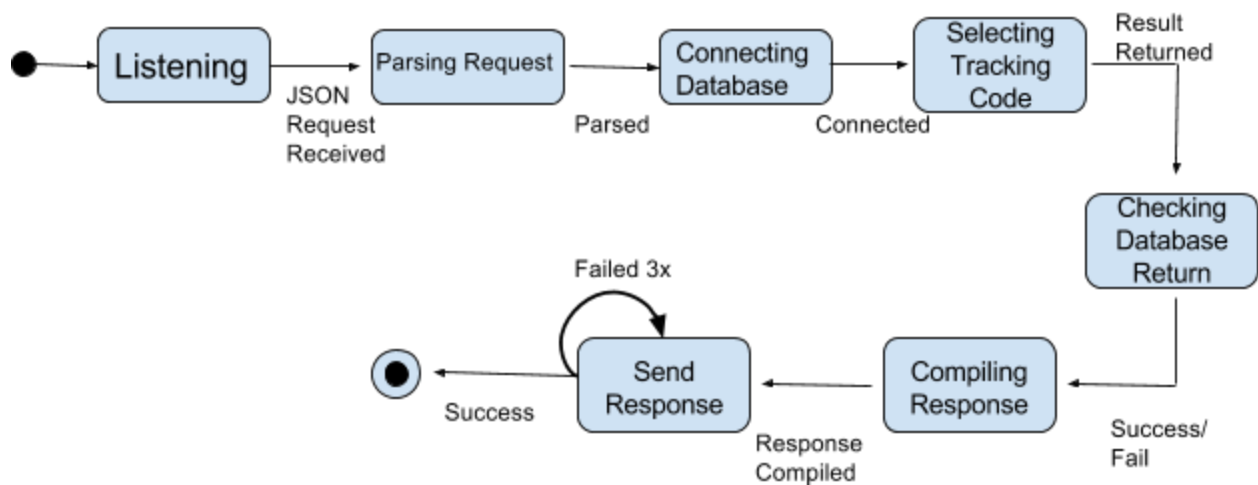 Listening
JSON
Request
Received
Parsing Request
Parsed
Connecting
Database
Connected
Selecting
Tracking
Code
Result
Returned
Checking
Database
Return
Success/
Fail
Compiling
Response
Response
Compiled
Send
Response
Failed 3x
Success